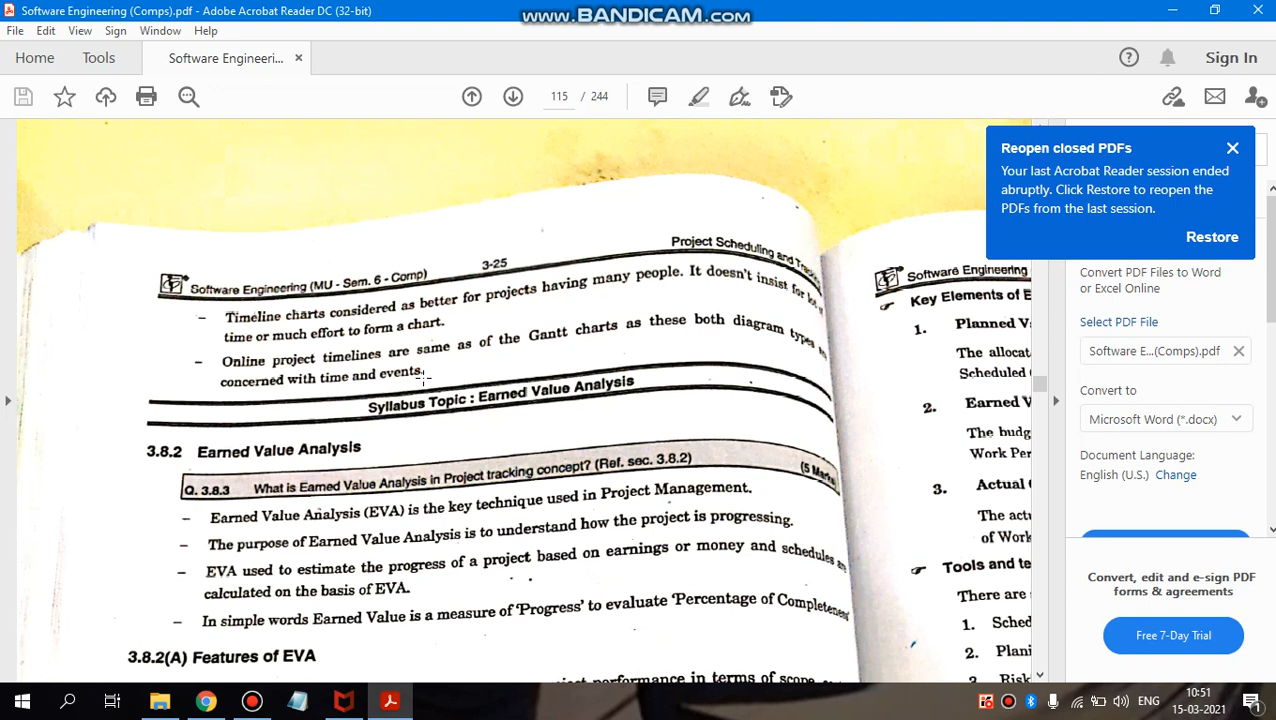 Software Engineering (Comps).pdf - Adobe Acrobat Reader DC (32-bit)
www.BANDICAM.com
File Edit View Sign Window Help
Home Tools Software Engineeri... ×
Sign In
115 / 244
Reopen closed PDFs
Your last Acrobat Reader session ended
abruptly. Click Restore to reopen the
PDFs from the last session.
Restore
Convert PDF Files to Word
or Excel Online
Select PDF File
Software E...(Comps).pdf
Convert to
Microsoft Word (*.docx)
Document Language:
English (U.S.) Change
Convert, edit and e-sign PDF
forms & agreements
Free 7-Day Trial
Software Engineering (MU - Sem. 6 - Comp) 3-25 Project Scheduling and
– Timeline charts considered as better for projects having many people. It doesn't insist for
time or much effort to form a chart.
– Online project timelines are same as of the Gantt charts as these both diagram types
concerned with time and events.
Syllabus Topic : Earned Value Analysis
3.8.2 Earned Value Analysis
Q. 3.8.3 What is Earned Value Analysis in Project tracking concept? (Ref. sec. 3.8.2) (5 Marks
– Earned Value Analysis (EVA) is the key technique used in Project Management.
– The purpose of Earned Value Analysis is to understand how the project is progressing.
– EVA used to estimate the progress of a project based on earnings or money and schedules are
calculated on the basis of EVA.
– In simple words Earned Value is a measure of 'Progress' to evaluate 'Percentage of Completeness'
3.8.2(A) Features of EVA
performance in terms of scope,
Software Engineering
Key Elements of E
1. Planned V
The allocat
Scheduled
2. Earned V
The budg
Work Per
3. Actual
The actu
of Work
Tools and te
There are
1. Sched
2. Plani
3. Risk
ENG
10:51
15-03-2021
1